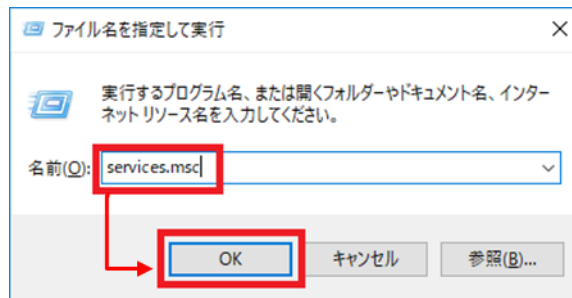 ファイル名を指定して実行
実行するプログラム名、または開くフォルダーやドキュメント名、インター
ネット リソース名を入力してください。
名前(O): services.msc
OK キャンセル 参照(B)...